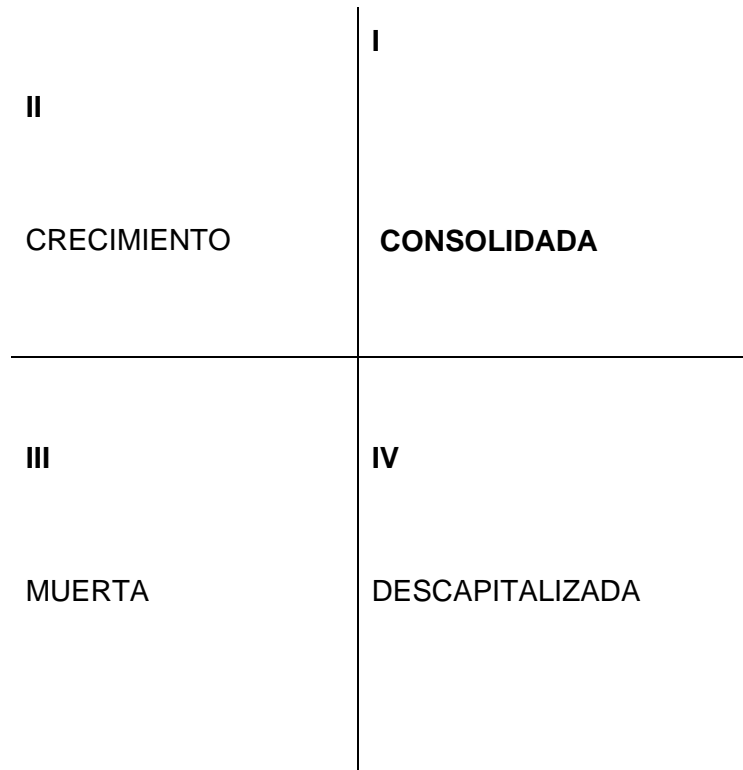 I
II
CRECIMIENTO
CONSOLIDADA
III
IV
MUERTA
DESCAPITALIZADA